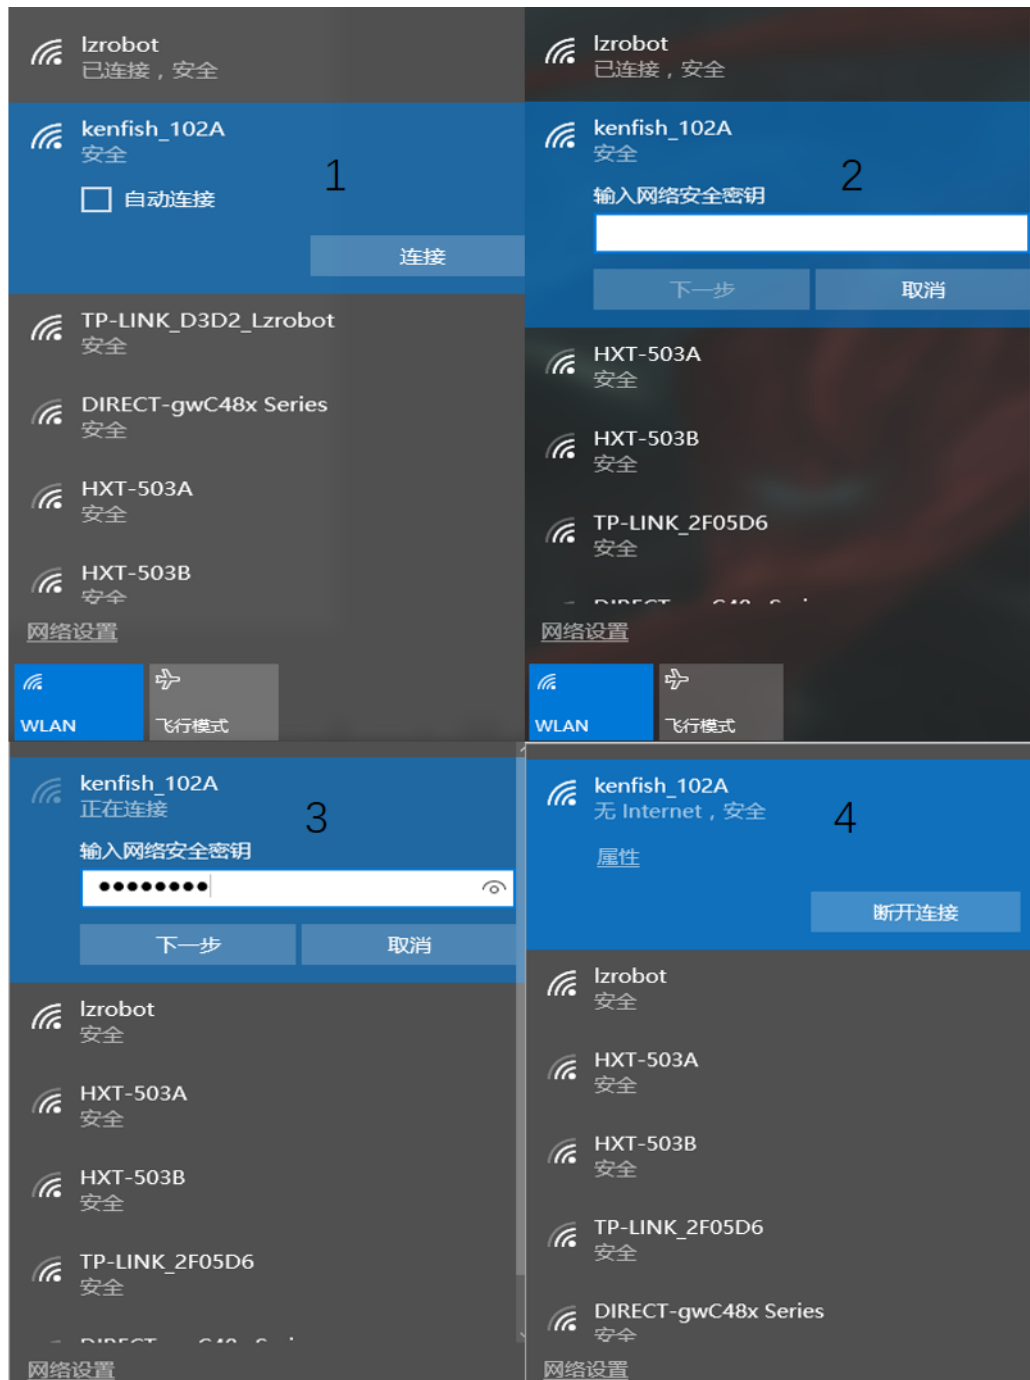 lzrobot
已连接，安全
kenfish_102A
安全
1
自动连接
连接
TP-LINK_D3D2_Lzrobot
安全
DIRECT-gwC48x Series
安全
HXT-503A
安全
HXT-503B
安全
网络设置
WLAN
飞行模式
lzrobot
已连接，安全
kenfish_102A
安全
2
输入网络安全密钥
下一步
取消
HXT-503A
安全
HXT-503B
安全
TP-LINK_2F05D6
安全
网络设置
WLAN
飞行模式
kenfish_102A
正在连接
3
输入网络安全密钥
下一步
取消
lzrobot
安全
HXT-503A
安全
HXT-503B
安全
TP-LINK_2F05D6
安全
网络设置
kenfish_102A
无 Internet，安全
4
属性
断开连接
lzrobot
安全
HXT-503A
安全
HXT-503B
安全
TP-LINK_2F05D6
安全
DIRECT-gwC48x Series
安全
网络设置